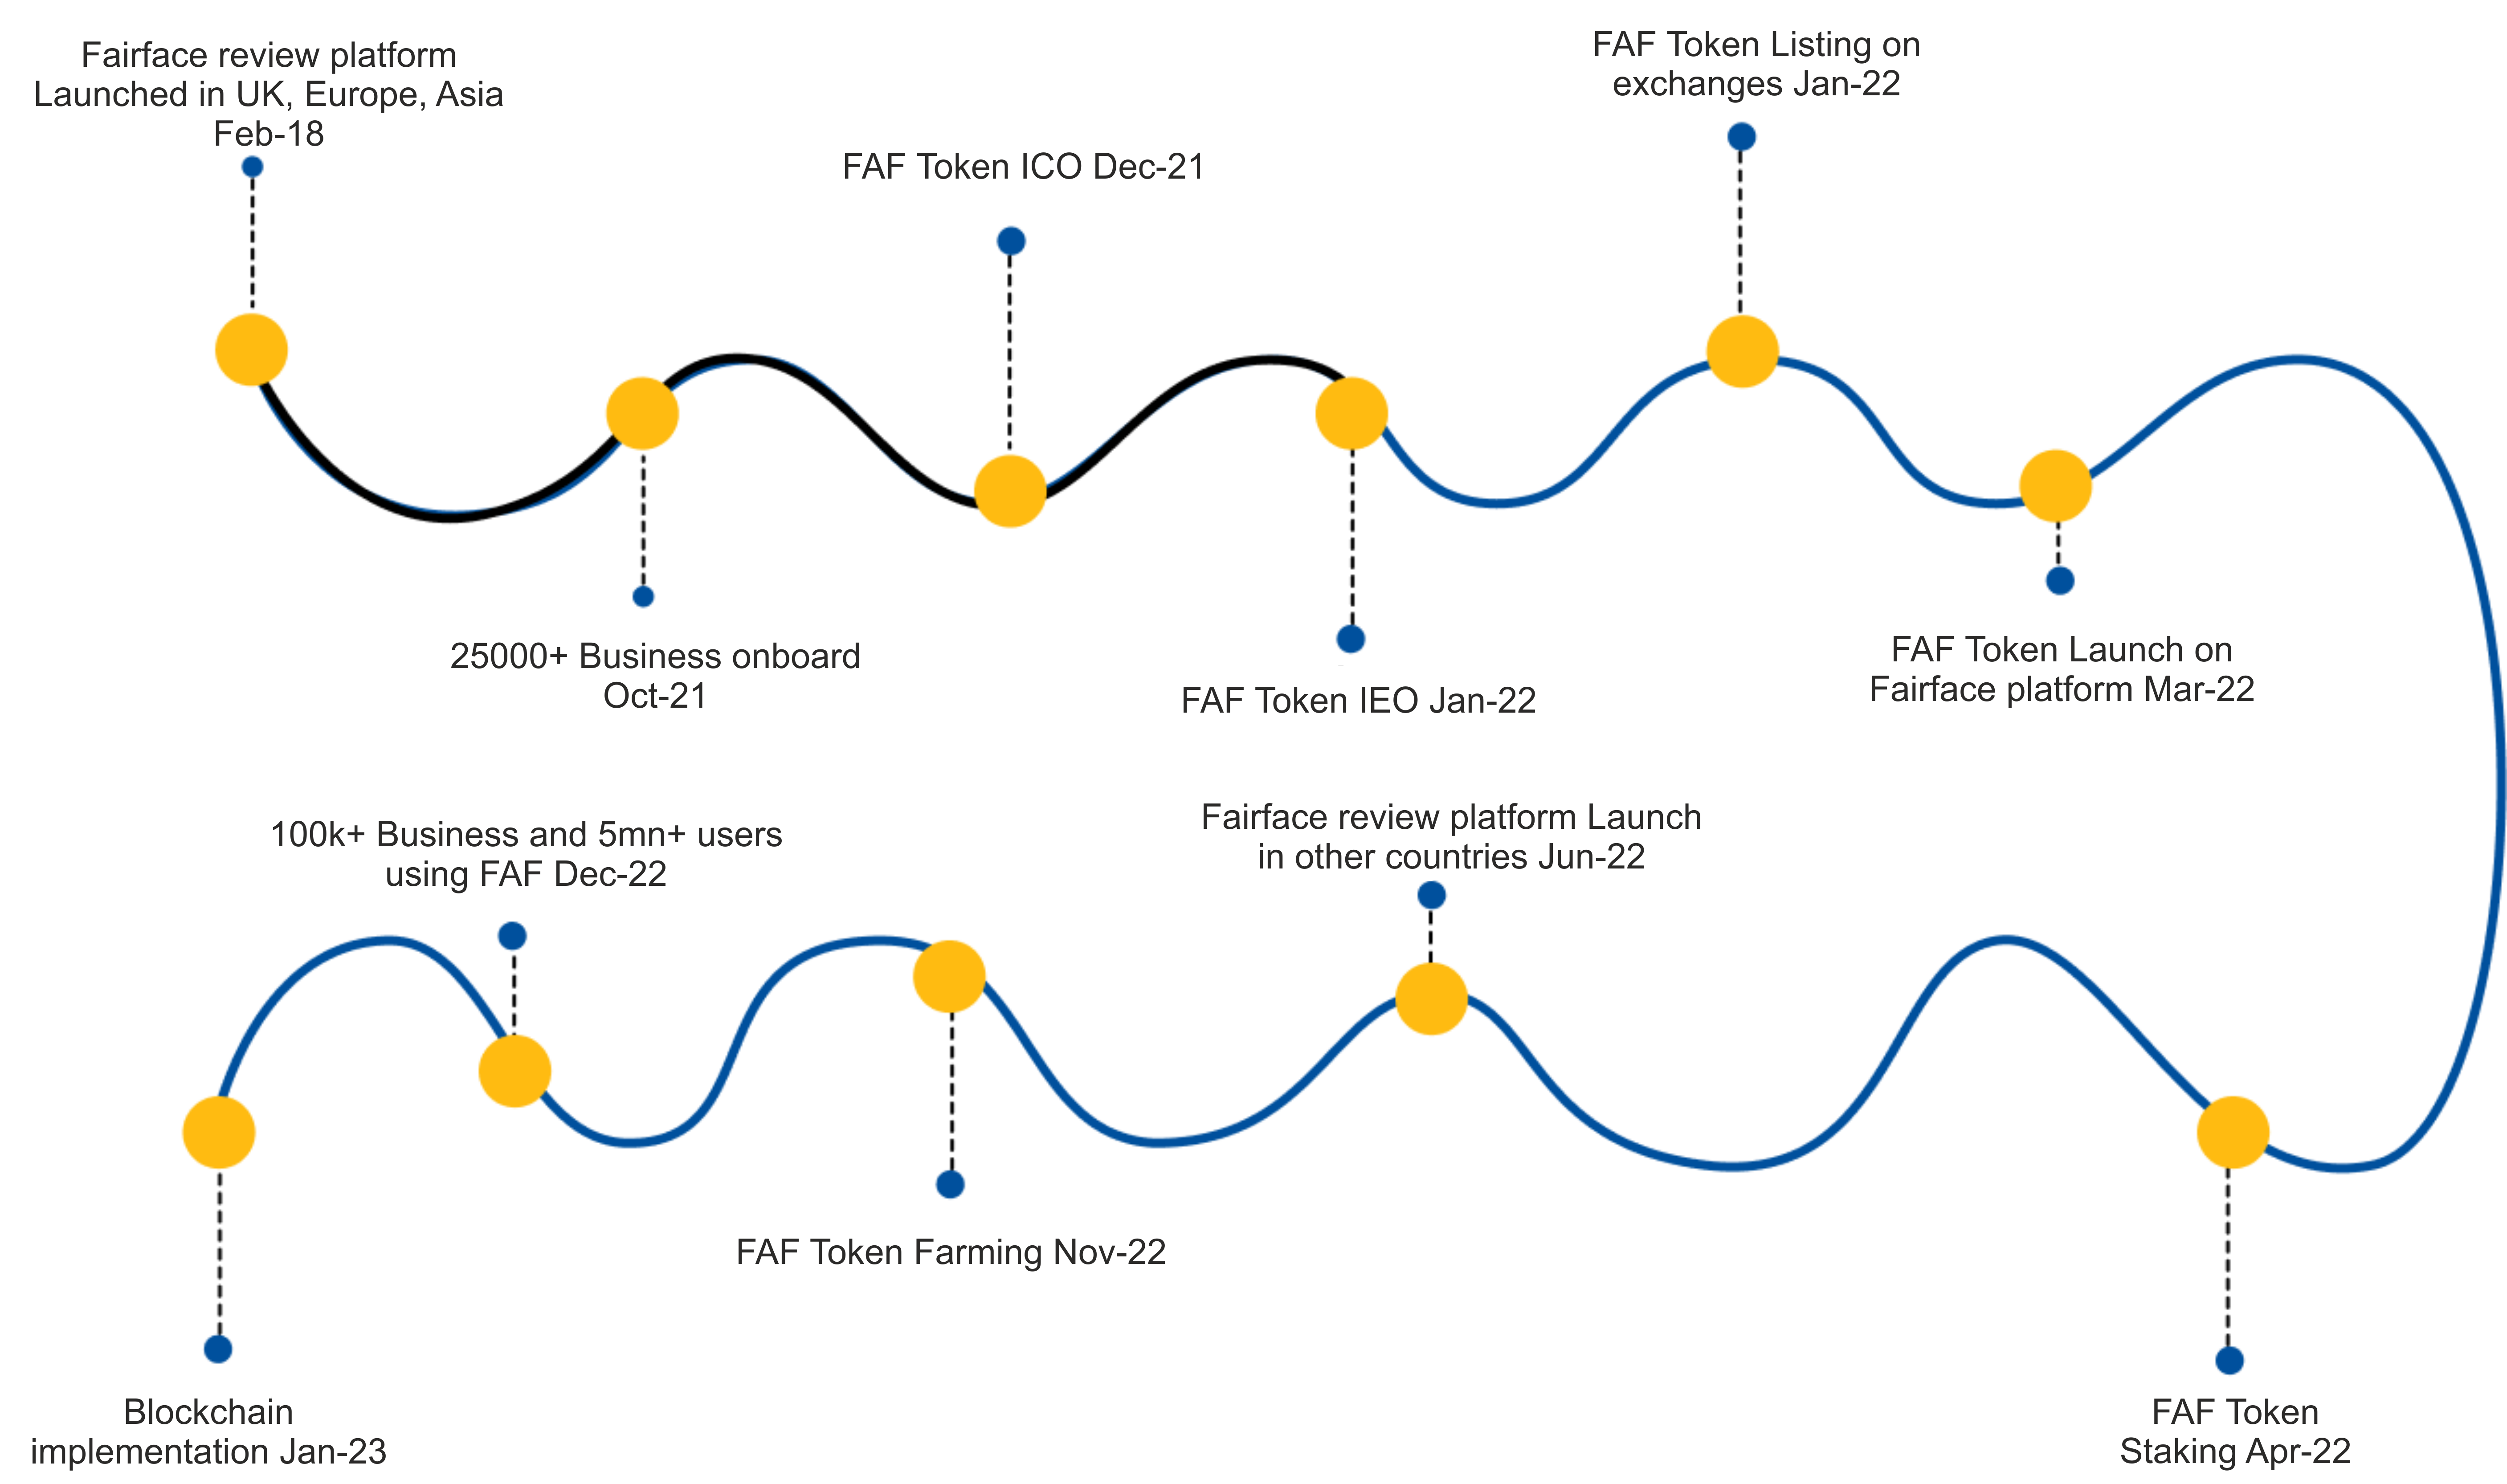 Fairface review platform
Launched in UK, Europe, Asia
Feb-18
25000+ Business onboard
Oct-21
FAF Token ICO Dec-21
FAF Token IEO Jan-22
FAF Token Listing on
exchanges Jan-22
FAF Token Launch on
Fairface platform Mar-22
FAF Token
Staking Apr-22
Fairface review platform Launch
in other countries Jun-22
FAF Token Farming Nov-22
100k+ Business and 5mn+ users
using FAF Dec-22
Blockchain
implementation Jan-23